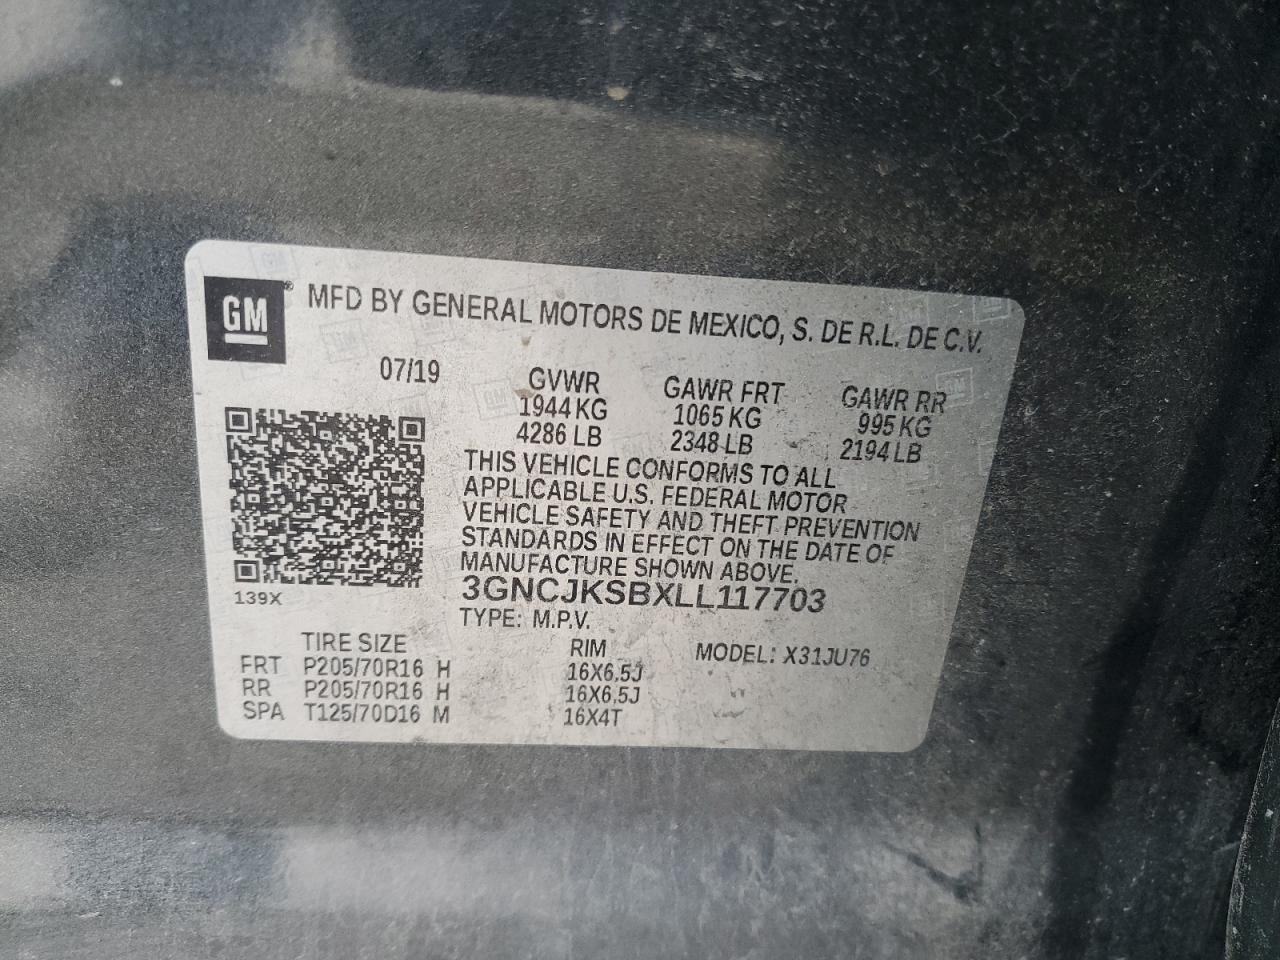 GM® MFD BY GENERAL MOTORS DE MEXICO, S. DE R.L. DE C.V.
07/19 GVWR GAWR FRT GAWR RR
1944 KG 1065 KG 995 KG
4286 LB 2348 LB 2194 LB
THIS VEHICLE CONFORMS TO ALL
APPLICABLE U.S. FEDERAL MOTOR
VEHICLE SAFETY AND THEFT PREVENTION
STANDARDS IN EFFECT ON THE DATE OF
MANUFACTURE SHOWN ABOVE.
3GNCJKSBXLL117703
139X
TYPE: M.P.V.
TIRE SIZE RIM MODEL: X31JU76
FRT P205/70R16 H 16X6,5J
RR P205/70R16 H 16X6,5J
SPA T125/70D16 M 16X4T